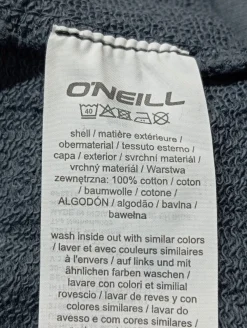 O'NEILL
40
shell / matière extérieure /
obermaterial / tessuto esterno /
capa / exterior / svrchní materiál /
vrchný materiál / Warstwa
zewnętrzna: 100% cotton / coton
/ baumwolle / cotone /
ALGODÓN / algodão / bavlna /
bawełna
wash inside out with similar colors
/ laver et avec couleurs similaires
à l'envers / auf links und mit
ähnlichen farben waschen /
lavare con colori et similial
rovescio / lavar de reves y con
colores similares / lavar do
avesso e com cores similares /